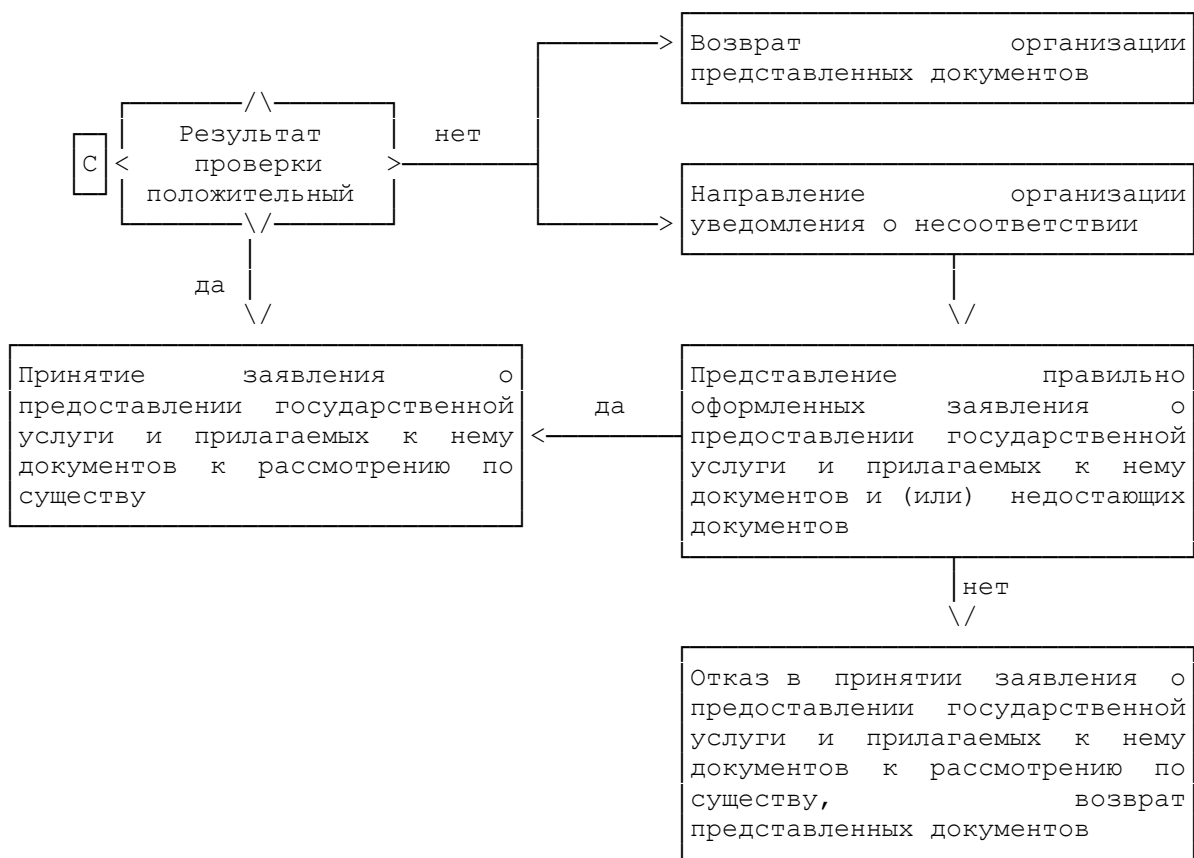 Возврат организации
представленных документов
Результат
проверки
положительный
С
нет
Направление организации
уведомления о несоответствии
да
Принятие заявления о
предоставлении государственной
услуги и прилагаемых к нему
документов к рассмотрению по
существу
да
Представление правильно
оформленных заявления о
предоставлении государственной
услуги и прилагаемых к нему
документов и (или) недостающих
документов
нет
Отказ в принятии заявления о
предоставлении государственной
услуги и прилагаемых к нему
документов к рассмотрению по
существу, возврат
представленных документов